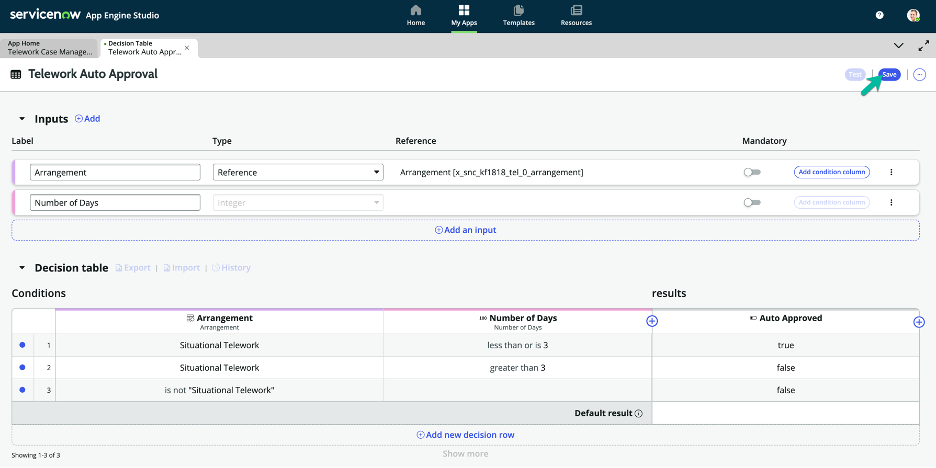 servicenow App Engine Studio
Home
My Apps
Templates
Resources
App Home
Telework Case Manage...
Decision Table
Telework Auto Appr...
Telework Auto Approval
Test
Save
Inputs
Add
Label
Type
Reference
Mandatory
Arrangement
Reference
Arrangement [x_snc_kf1818_tel_0_arrangement]
Add condition column
Number of Days
Integer
Add condition column
Add an input
Decision table
Export | Import | History
Conditions
results
Arrangement
Arrangement
Number of Days
Number of Days
Auto Approved
1 Situational Telework less than or is 3 true
2 Situational Telework greater than 3 false
3 is not "Situational Telework" false
Default result
Add new decision row
Showing 1-3 of 3
Show more